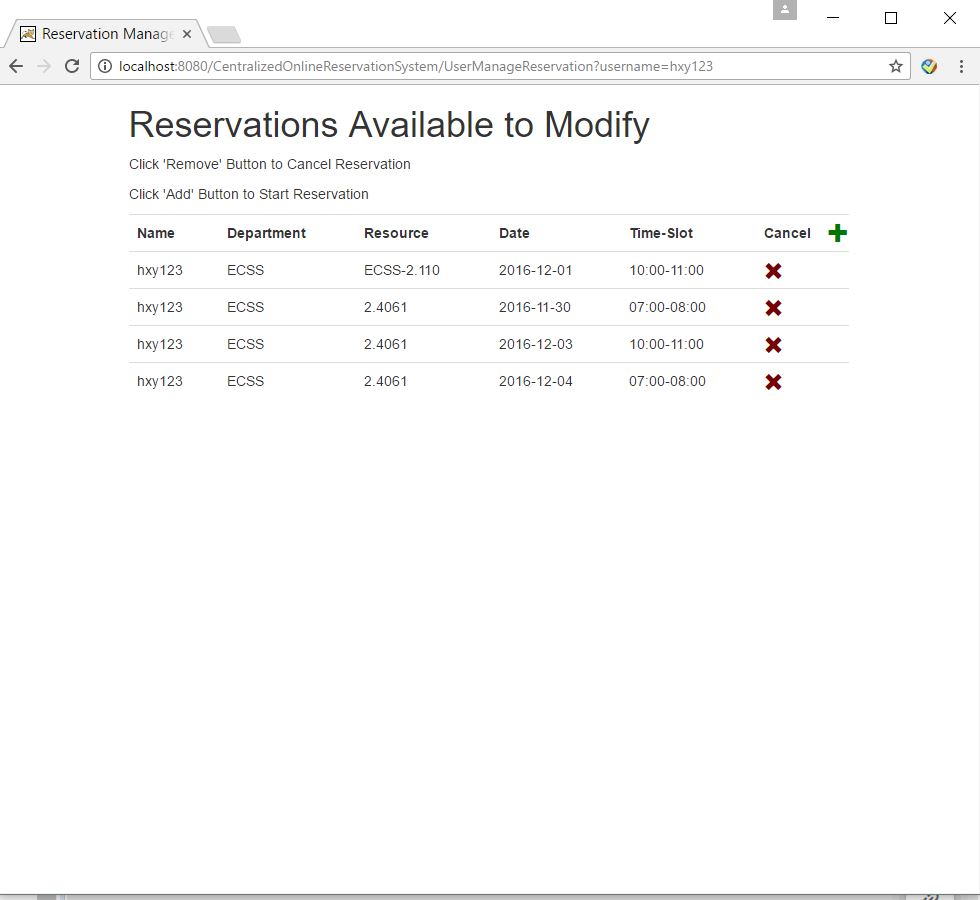 Reservation Manage
localhost:8080/CentralizedOnlineReservationSystem/UserManageReservation?username=hxy123
Reservations Available to Modify
Click 'Remove' Button to Cancel Reservation
Click 'Add' Button to Start Reservation
Name Department Resource Date Time-Slot Cancel
hxy123 ECSS ECSS-2.110 2016-12-01 10:00-11:00
hxy123 ECSS 2.4061 2016-11-30 07:00-08:00
hxy123 ECSS 2.4061 2016-12-03 10:00-11:00
hxy123 ECSS 2.4061 2016-12-04 07:00-08:00